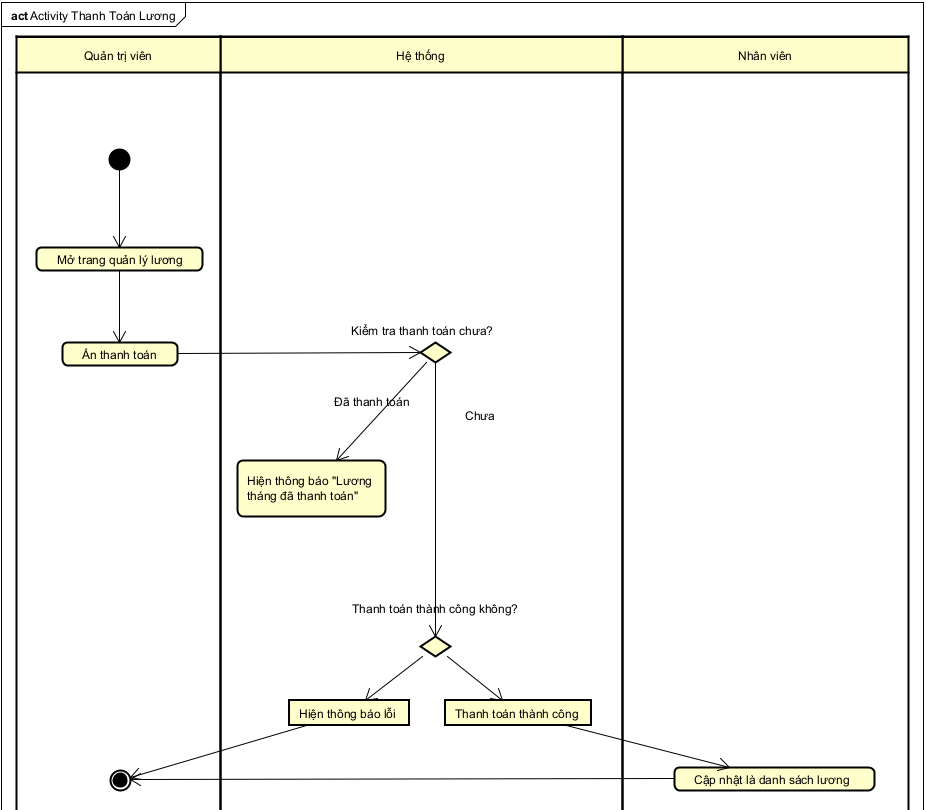 act Activity Thanh Toán Lương
Quản trị viên
Hệ thống
Nhân viên
Mở trang quản lý lương
Kiểm tra thanh toán chưa?
Ấn thanh toán
Đã thanh toán
Chưa
Hiện thông báo "Lương
tháng đã thanh toán"
Thanh toán thành công không?
Hiện thông báo lỗi
Thanh toán thành công
Cập nhật là danh sách lương